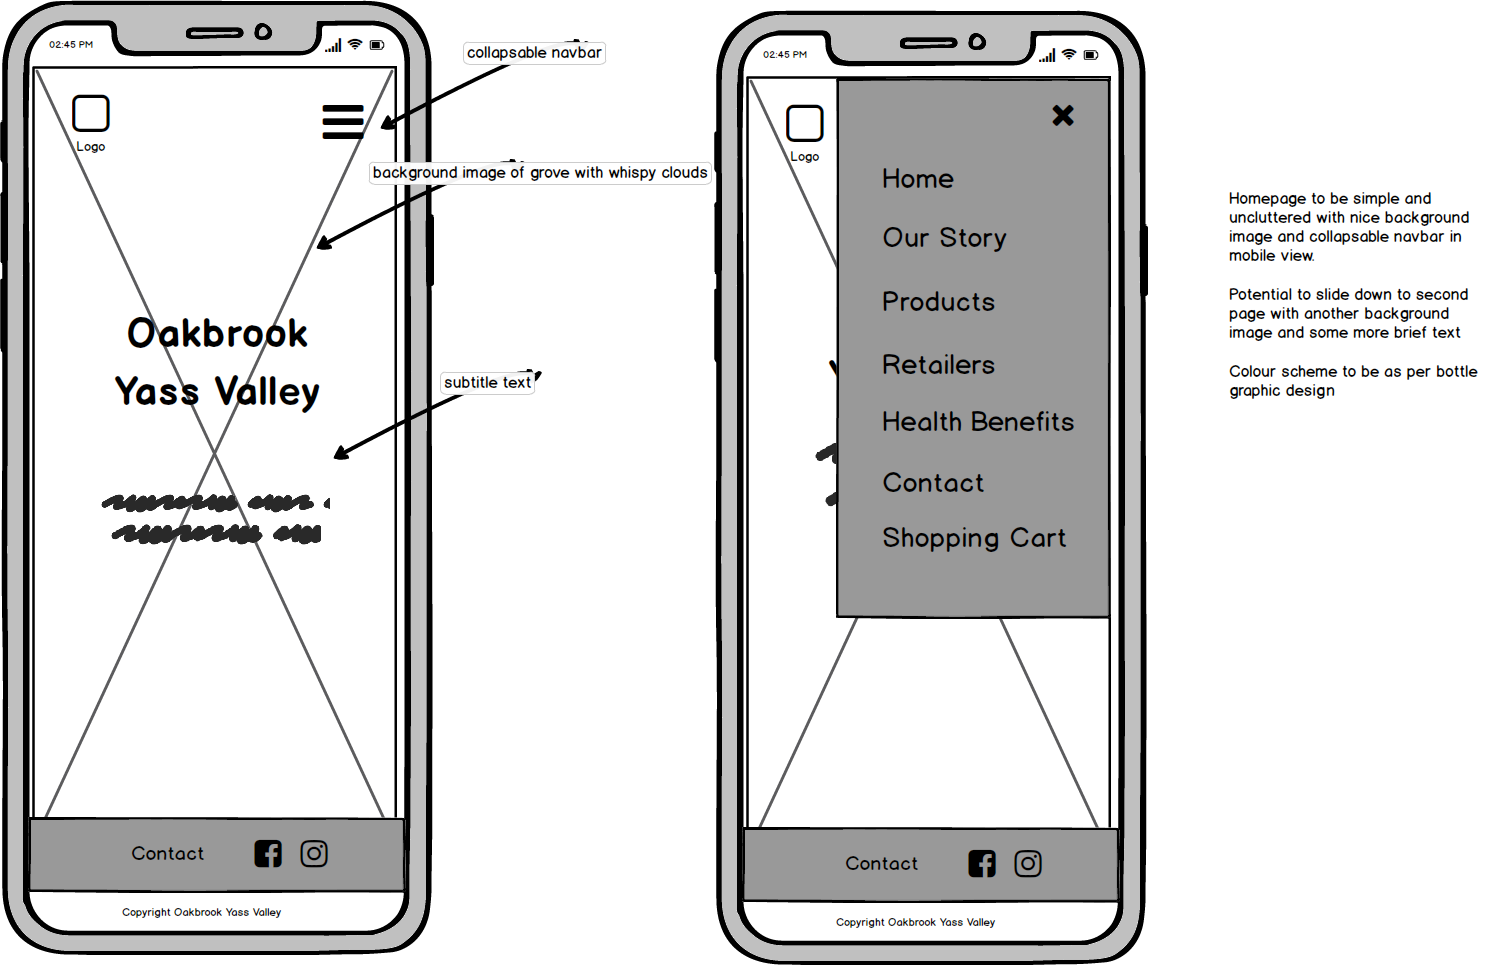 02:45 PM
Logo
collapsable navbar
background image of grove with whispy clouds
Oakbrook
Yass Valley
subtitle text
Contact
Copyright Oakbrook Yass Valley
02:45 PM
Logo
Home
Our Story
Products
Retailers
Health Benefits
Contact
Shopping Cart
Contact
Copyright Oakbrook Yass Valley
Homepage to be simple and
uncluttered with nice background
image and collapsable navbar in
mobile view.
Potential to slide down to second
page with another background
image and some more brief text
Colour scheme to be as per bottle
graphic design